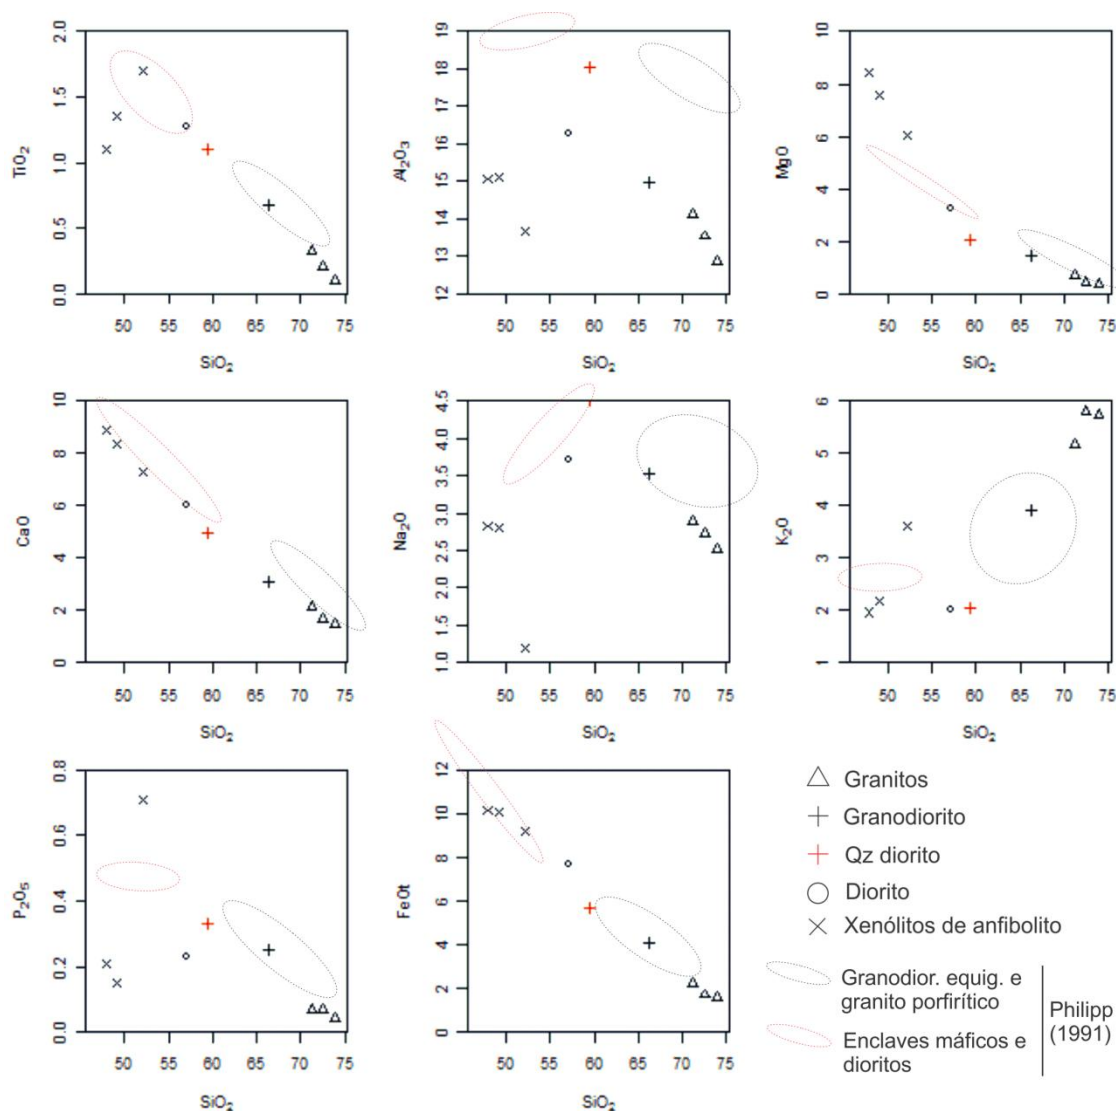 2.0
1.5
1.0
0.5
0.0
TiO₂
50 55 60 65 70 75
SiO₂
19
18
17
16
15
14
13
12
Al₂O₃
50 55 60 65 70 75
SiO₂
10
8
6
4
2
0
MgO
50 55 60 65 70 75
SiO₂
10
8
6
4
2
0
CaO
50 55 60 65 70 75
SiO₂
4.5
4.0
3.5
3.0
2.5
2.0
1.5
1.0
Na₂O
50 55 60 65 70 75
SiO₂
6
5
4
3
2
1
K₂O
50 55 60 65 70 75
SiO₂
0.8
0.6
0.4
0.2
0.0
P₂O₅
50 55 60 65 70 75
SiO₂
12
10
8
6
4
2
0
FeOt
50 55 60 65 70 75
SiO₂
Granitos
Granodiorito
Qz diorito
Diorito
Xenólitos de anfibolito
Granodior. equig. e
granito porfirítico
Enclaves máficos e
dioritos
Philipp
(1991)